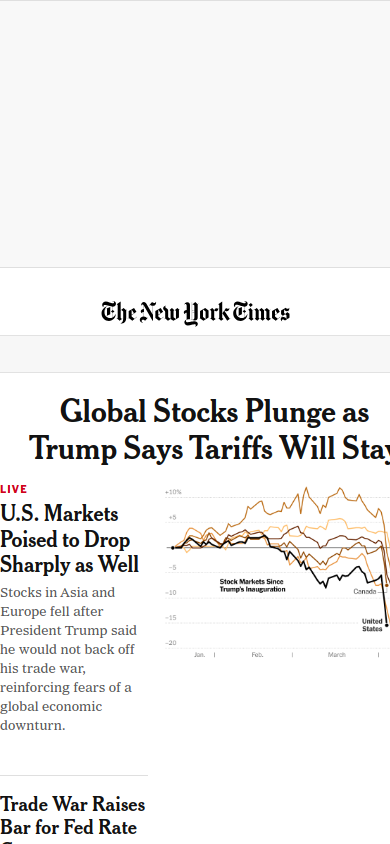 The New York Times
Global Stocks Plunge as
Trump Says Tariffs Will Stay
LIVE
U.S. Markets
Poised to Drop
Sharply as Well
Stocks in Asia and
Europe fell after
President Trump said
he would not back off
his trade war,
reinforcing fears of a
global economic
downturn.
+10%
+5
−5
−10
−15
−20
Stock Markets Since
Trump's Inauguration
Canada
United
States
Jan.
Feb.
March
Trade War Raises
Bar for Fed Rate